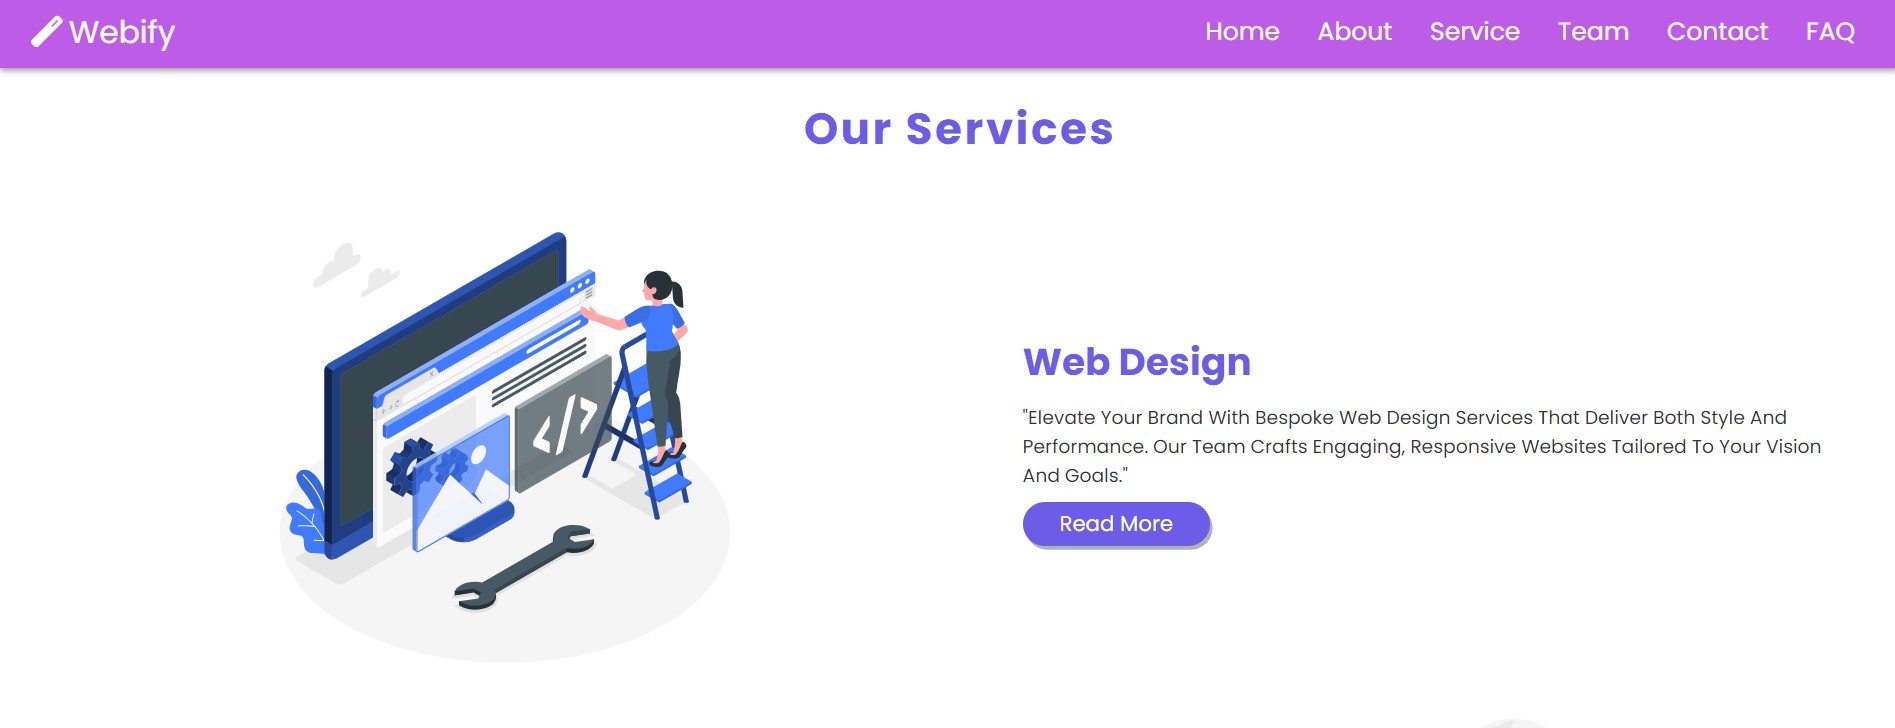 Webify
Home About Service Team Contact FAQ
Our Services
</>
Web Design
"Elevate Your Brand With Bespoke Web Design Services That Deliver Both Style And
Performance. Our Team Crafts Engaging, Responsive Websites Tailored To Your Vision
And Goals."
Read More